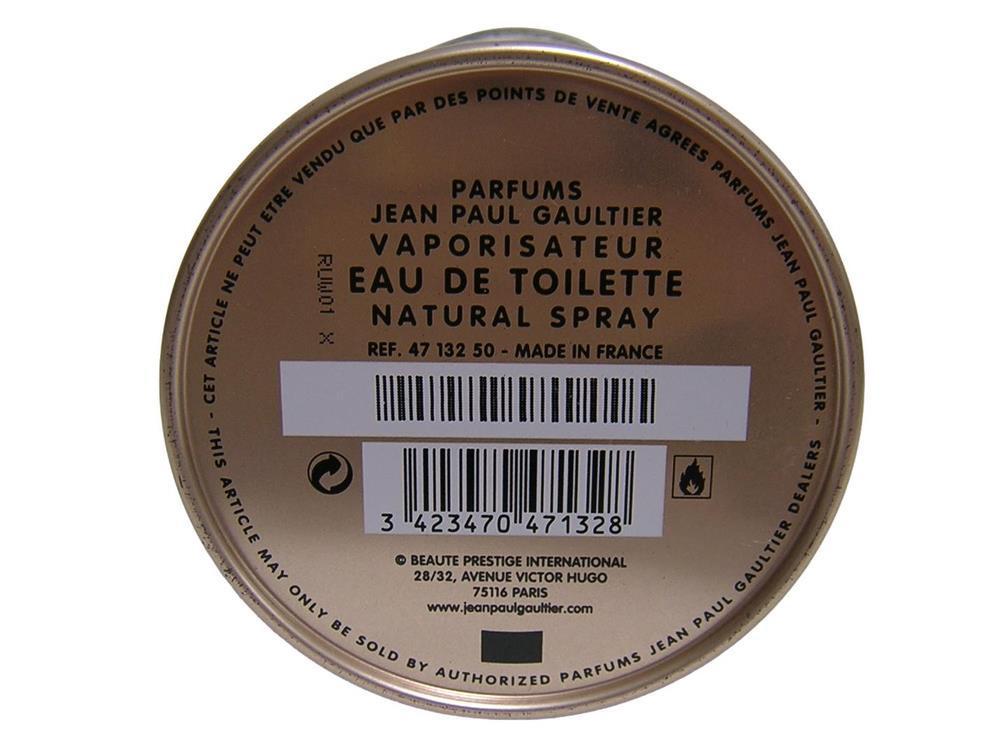 CET ARTICLE NE PEUT ETRE VENDU QUE PAR DES POINTS DE VENTE AGREES PARFUMS JEAN PAUL GAULTIER -
THIS ARTICLE MAY ONLY BE SOLD BY AUTHORIZED PARFUMS JEAN PAUL GAULTIER DEALERS -
PARFUMS
JEAN PAUL GAULTIER
VAPORISATEUR
EAU DE TOILETTE
NATURAL SPRAY
REF. 47 132 50 - MADE IN FRANCE
RUW01 X
3 423470 471328
© BEAUTE PRESTIGE INTERNATIONAL
28/32, AVENUE VICTOR HUGO
75116 PARIS
www.jeanpaulgaultier.com